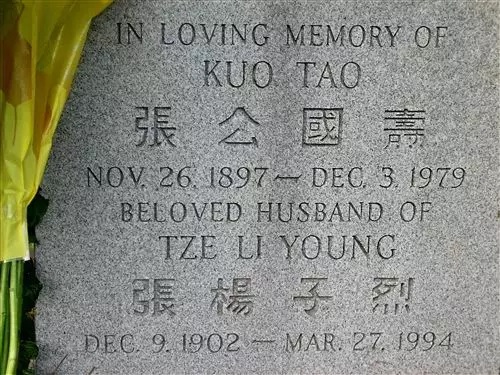 IN LOVING MEMORY OF
KUO TAO
張公國壽
NOV. 26. 1897 — DEC. 3. 1979
BELOVED HUSBAND OF
TZE LI YOUNG
張楊子烈
DEC. 9. 1902 — MAR. 27. 1994